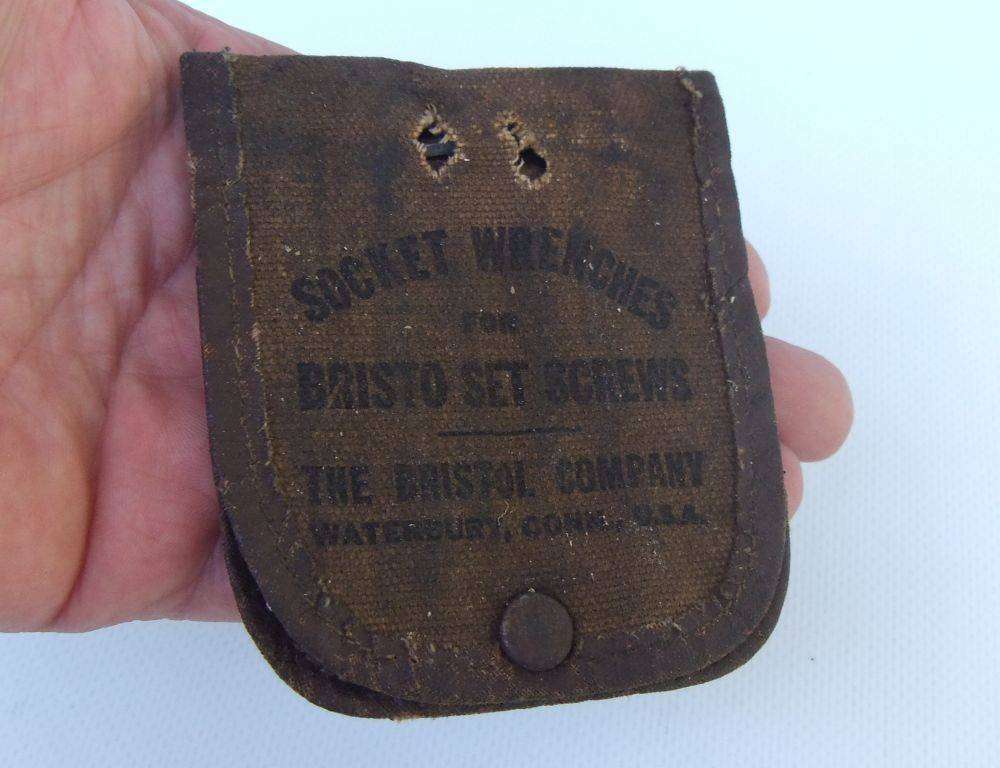 SOCKET WRENCHES
FOR
BRISTO SET SCREWS
THE BRISTOL COMPANY
WATERBURY, CONN., U.S.A.